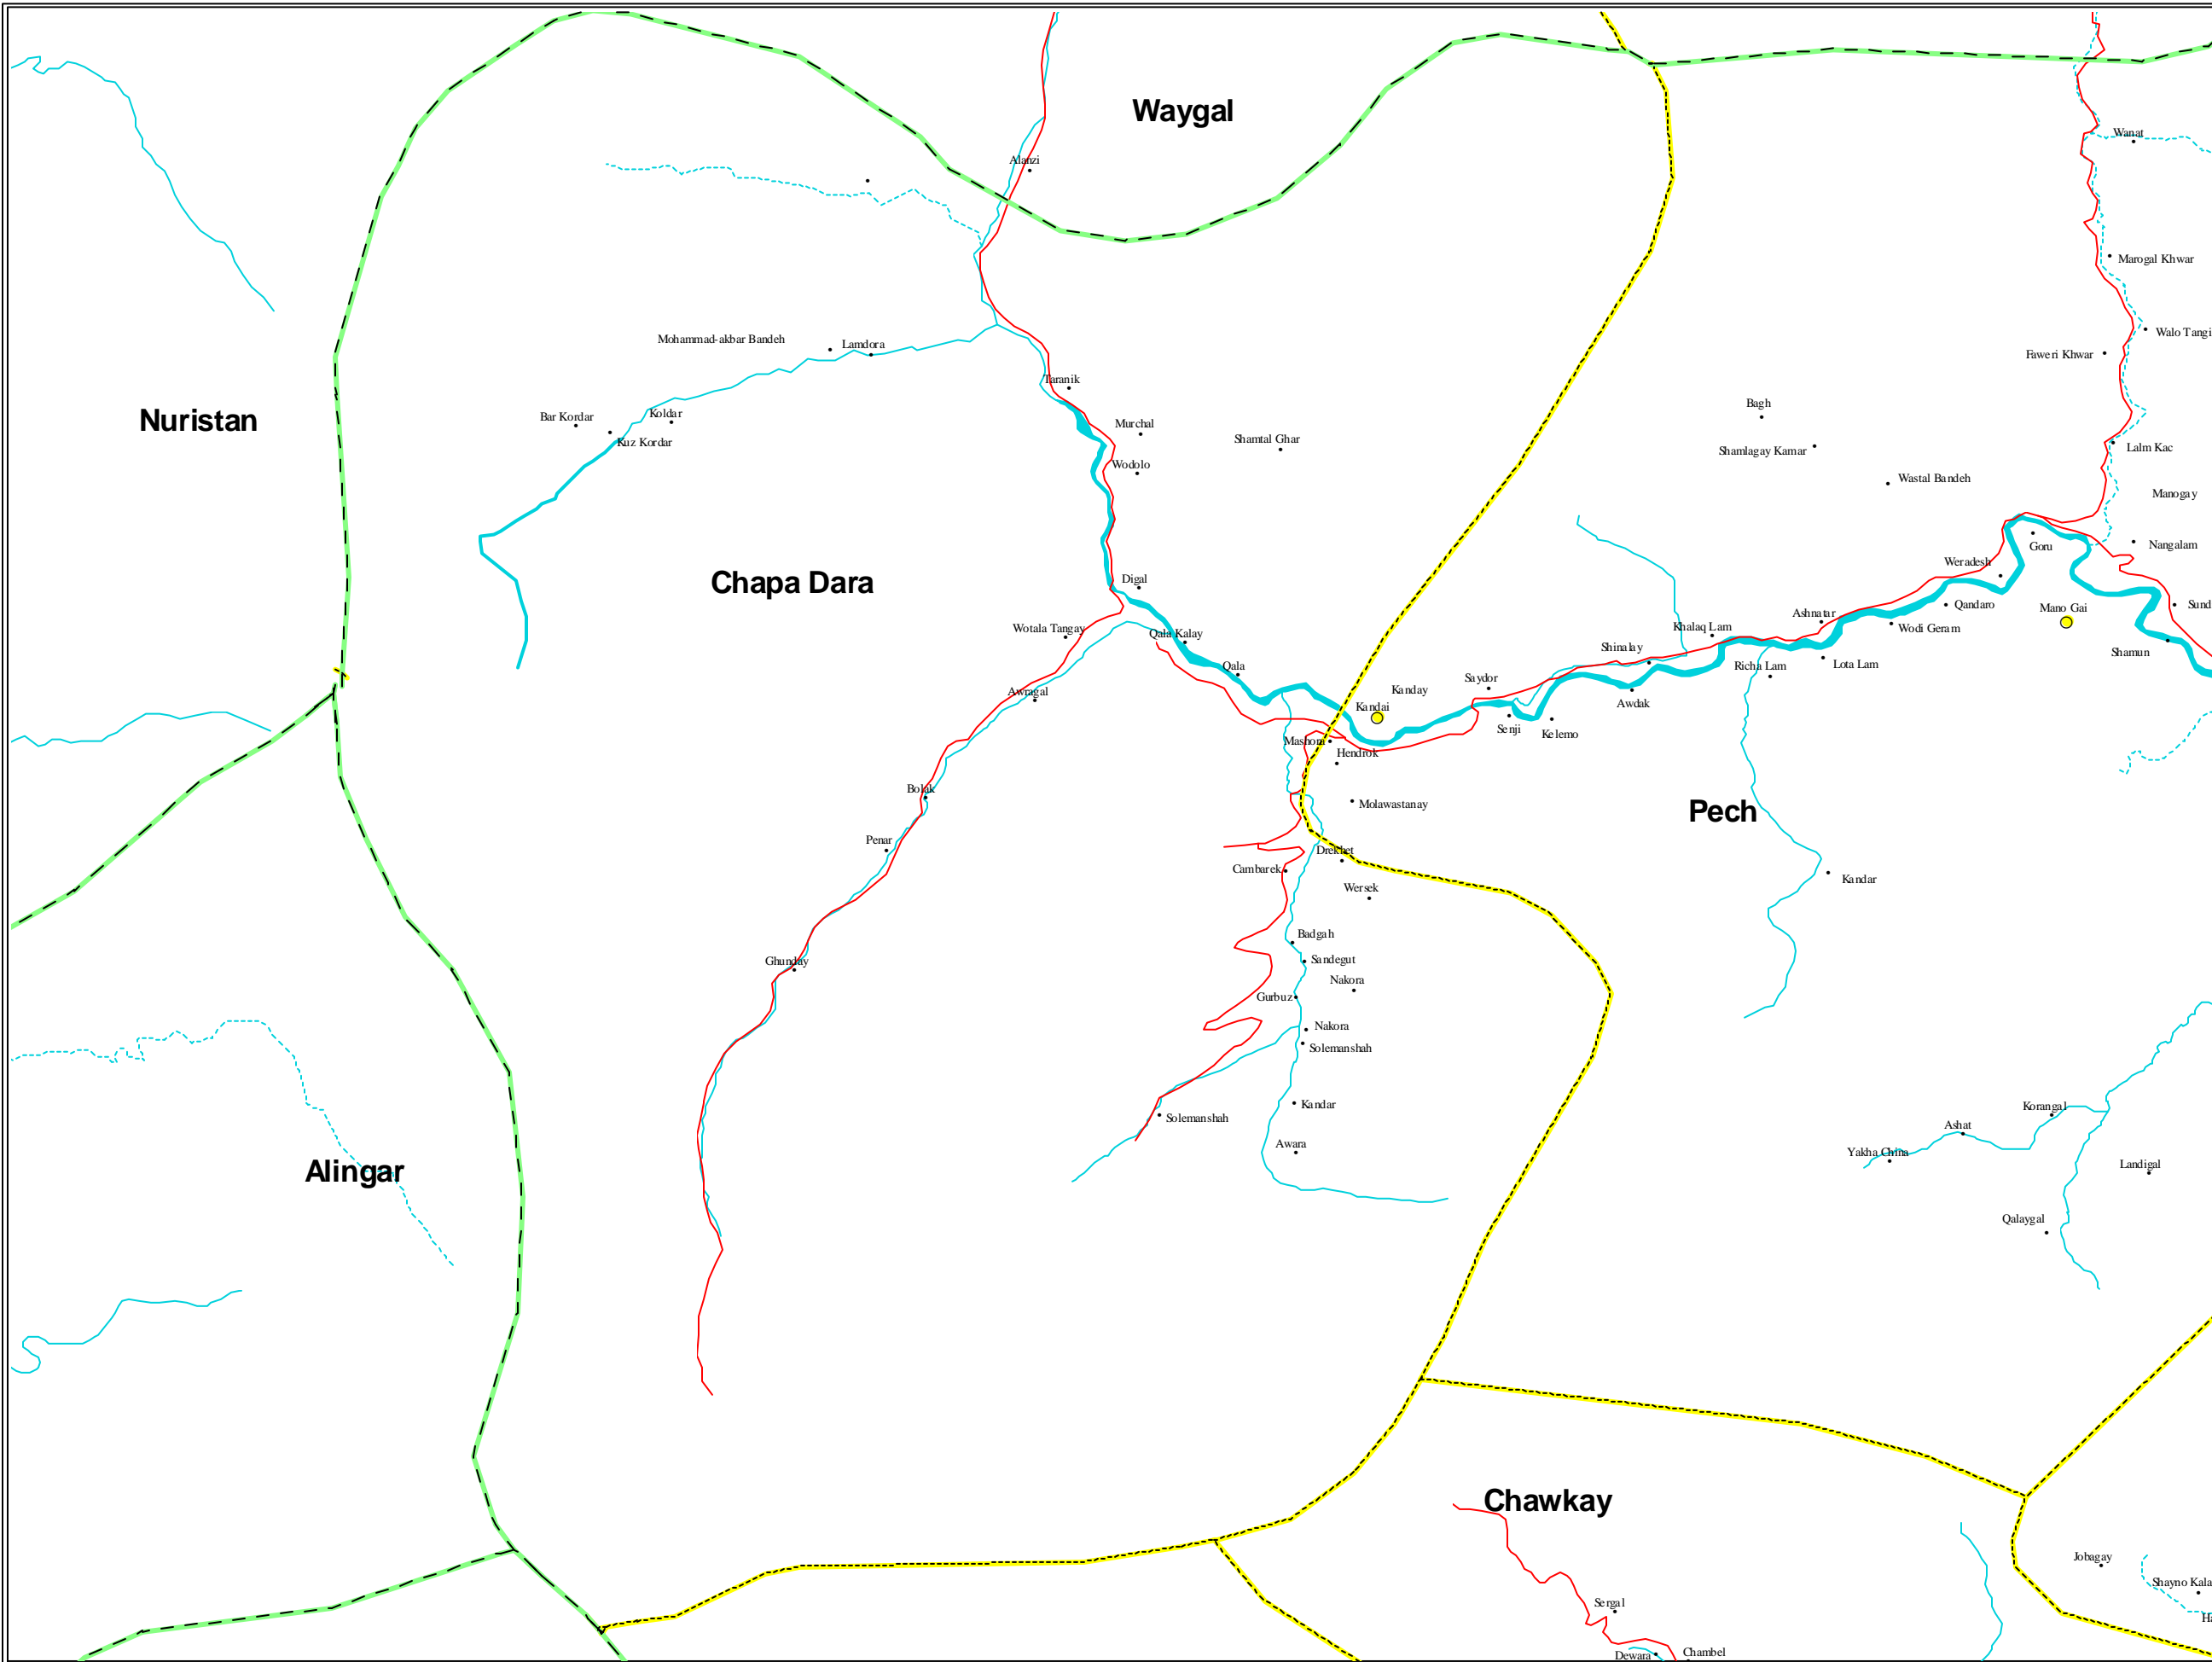 Waygal
Wanat
Alanzi
Marogal Khwar
Walo Tangi
Mohammad-akbar Bandeh
Lamdora
Faweri Khwar
Taranik
Nuristan
Bar Kordar
Koldar
Kuz Kordar
Murchal
Shamtal Ghar
Bagh
Shamlagay Kamar
Lalm Kac
Wodolo
Wastal Bandeh
Manogay
Goru
Nangalam
Weradesh
Chapa Dara
Digal
Qandaro
Mano Gai
Sund
Ashnatar
Wodi Geram
Wotala Tangay
Qala Kalay
Khalaq Lam
Shinalay
Shamun
Qala
Richa Lam
Lota Lam
Saydor
Kanday
Awragal
Kandai
Awdak
Senji
Kelemo
Mashora
Hendrok
Bolak
Molawastanay
Pech
Penar
Drekhet
Cambarek
Wersek
Kandar
Badgah
Ghunday
Sandegut
Nakora
Gurbuz
Nakora
Solemanshah
Kandar
Solemanshah
Korangal
Ashat
Awara
Yakha China
Landigal
Alingar
Qalaygal
Chawkay
Jobagay
Shayno Kala
Sergal
Ha
Dewara
Chambel